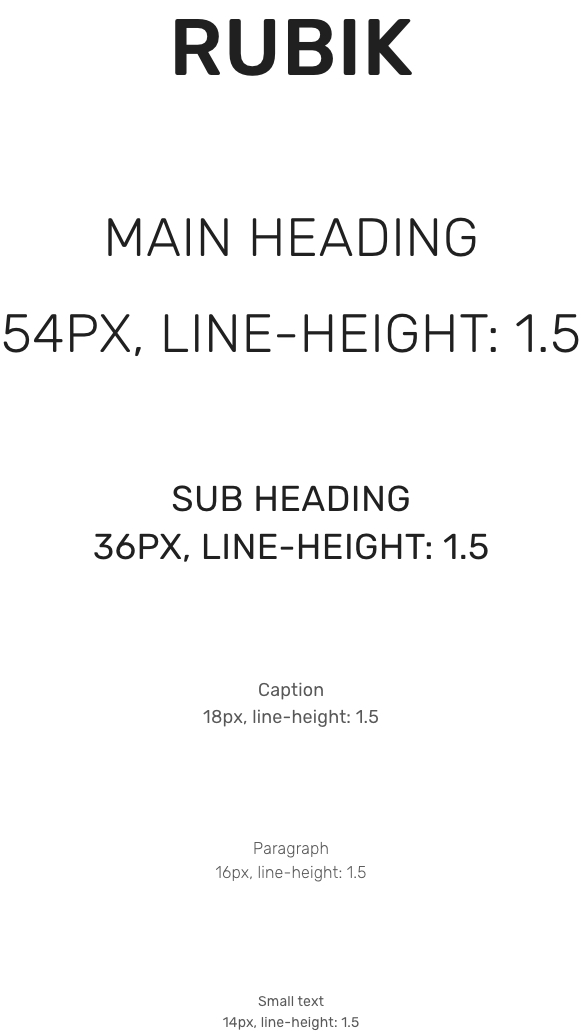 RUBIK
MAIN HEADING
54PX, LINE-HEIGHT: 1.5
SUB HEADING
36PX, LINE-HEIGHT: 1.5
Caption
18px, line-height: 1.5
Paragraph
16px, line-height: 1.5
Small text
14px, line-height: 1.5